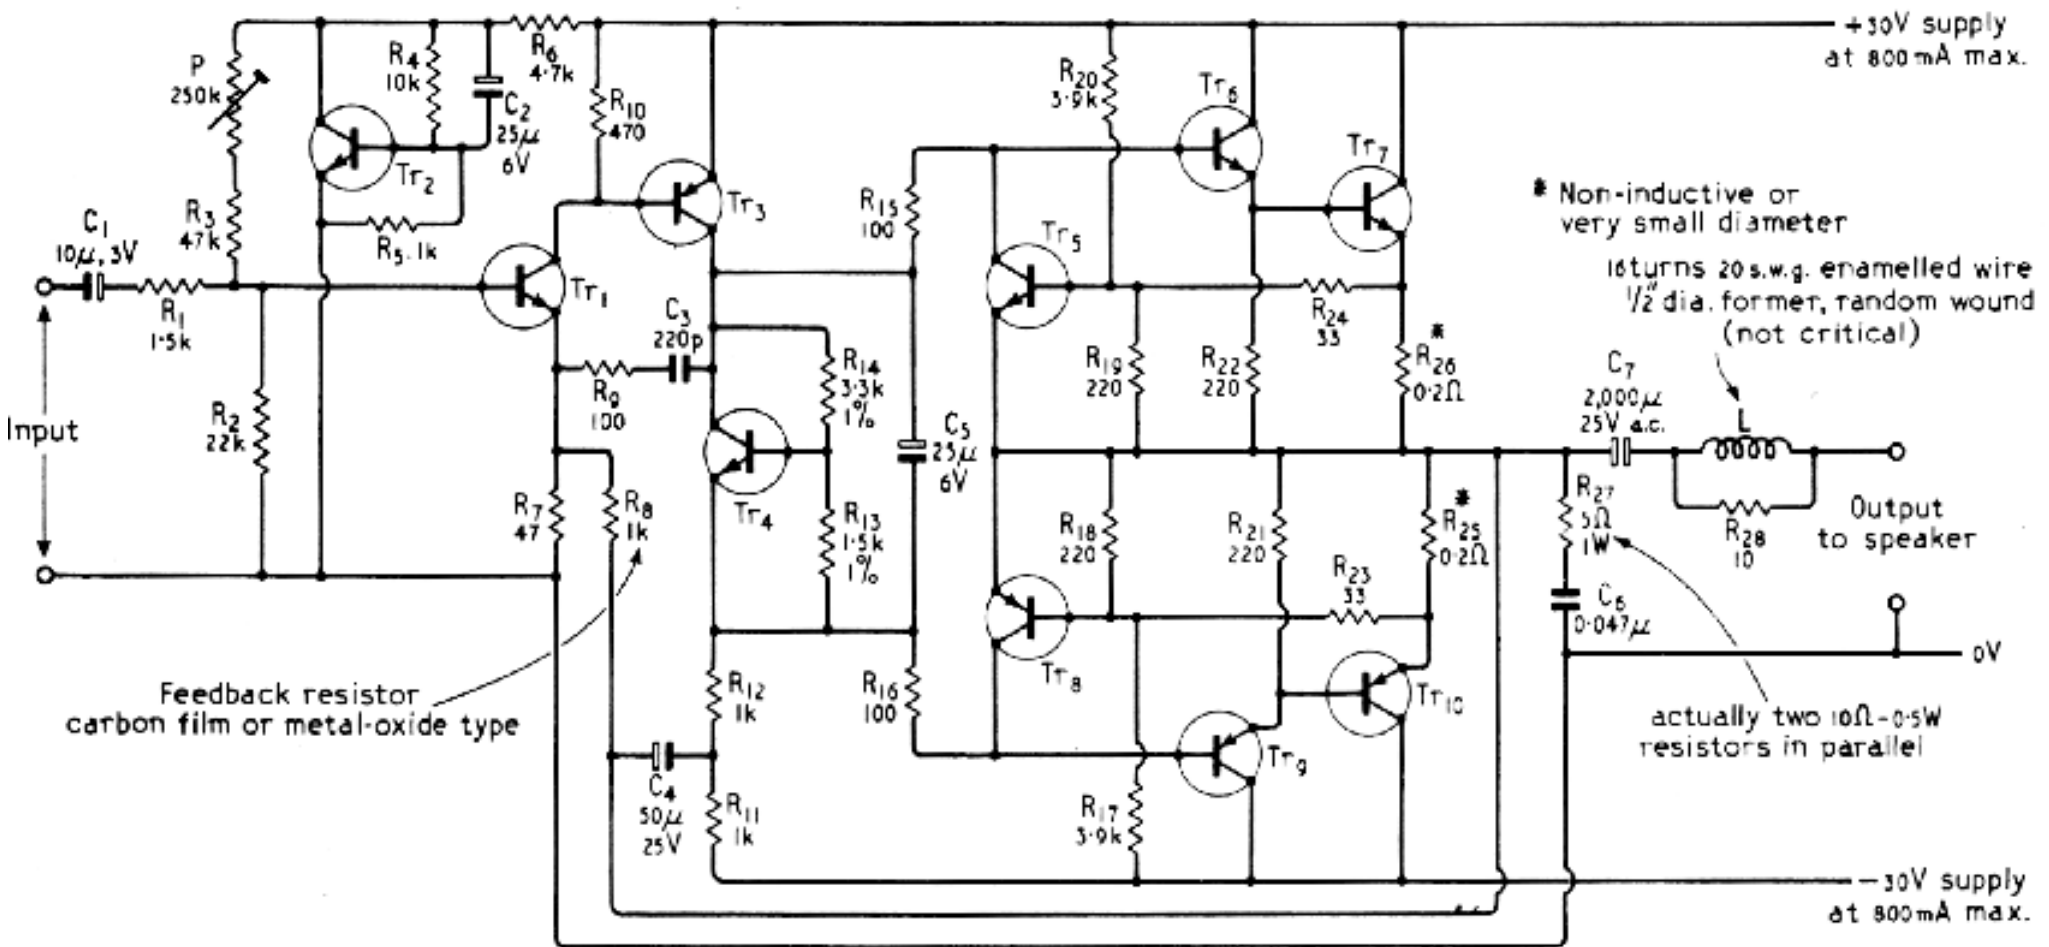 +30V supply
at 800mA max.
P
250k
R4
10k
R6
4·7k
C2
25μ
6V
R10
470
R20
3·9k
Tr6
Tr2
Tr7
* Non-inductive or
very small diameter
Tr3
R15
100
R3
47k
C1
10μ, 3V
R5. 1k
Tr5
16 turns 20 s.w.g. enamelled wire
1/2" dia. former, random wound
(not critical)
R1
1·5k
Tr1
R24
33
*
C3
220p
R14
3·3k
1%
R19
220
R22
220
R26
0·2Ω
C7
2,000μ
25V a.c.
L
R9
100
R2
22k
Input
C5
25μ
6V
R7
47
R8
1k
Tr4
R13
1·5k
1%
R18
220
R21
220
*
R25
0·2Ω
R27
5Ω
1W
R28
10
Output
to speaker
R23
33
C6
0·047μ
0V
Feedback resistor
carbon film or metal-oxide type
R12
1k
R16
100
Tr8
Tr10
actually two 10Ω-0·5W
resistors in parallel
Tr9
C4
50μ
25V
R11
1k
R17
3·9k
—30V supply
at 800mA max.